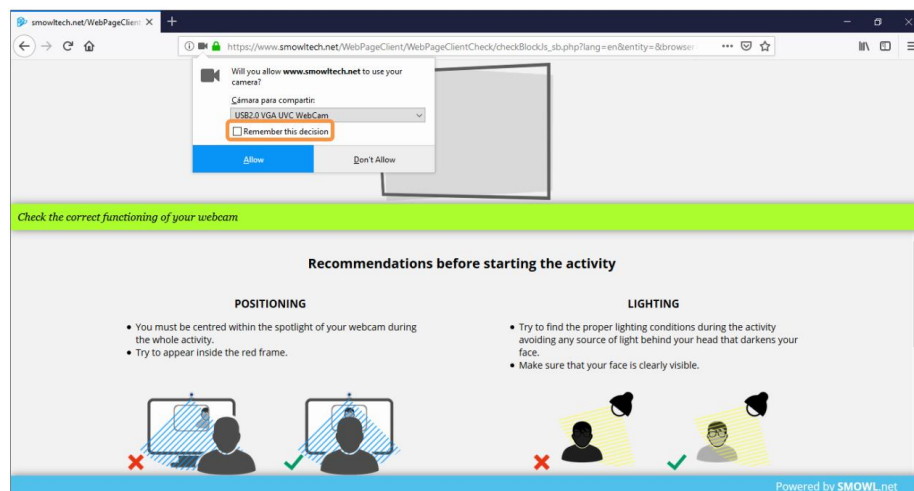 smowltech.net/WebPageClient
https://www.smowltech.net/WebPageClient/WebPageClientCheck/checkBlockJs_sb.php?lang=en&entity=&browser
Will you allow www.smowltech.net to use your
camera?
Cámara para compartir:
USB2.0 VGA UVC WebCam
Remember this decision
Allow
Don't Allow
Check the correct functioning of your webcam
Recommendations before starting the activity
POSITIONING
• You must be centred within the spotlight of your webcam during
the whole activity.
• Try to appear inside the red frame.
LIGHTING
• Try to find the proper lighting conditions during the activity
avoiding any source of light behind your head that darkens your
face.
• Make sure that your face is clearly visible.
Powered by SMOWL.net